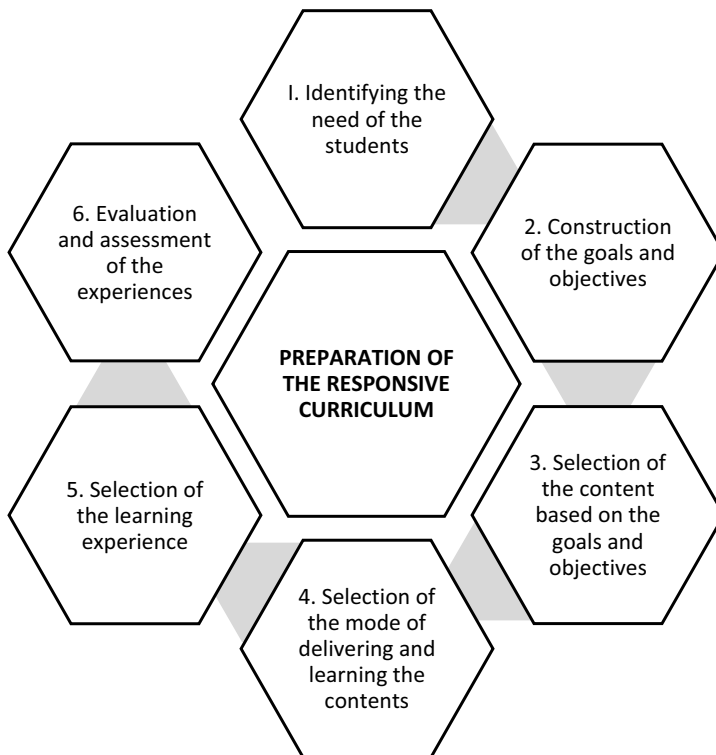 I. Identifying the
need of the
students
2. Construction
of the goals and
objectives
3. Selection of
the content
based on the
goals and
objectives
4. Selection of
the mode of
delivering and
learning the
contents
5. Selection of
the learning
experience
6. Evaluation
and assessment
of the
experiences
PREPARATION OF
THE RESPONSIVE
CURRICULUM